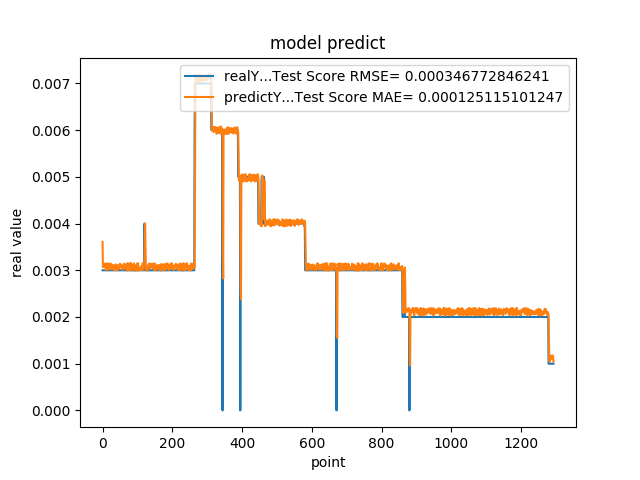 model predict
realY...Test Score RMSE= 0.000346772846241
predictY...Test Score MAE= 0.000125115101247
real value
0.007
0.006
0.005
0.004
0.003
0.002
0.001
0.000
0 200 400 600 800 1000 1200
point